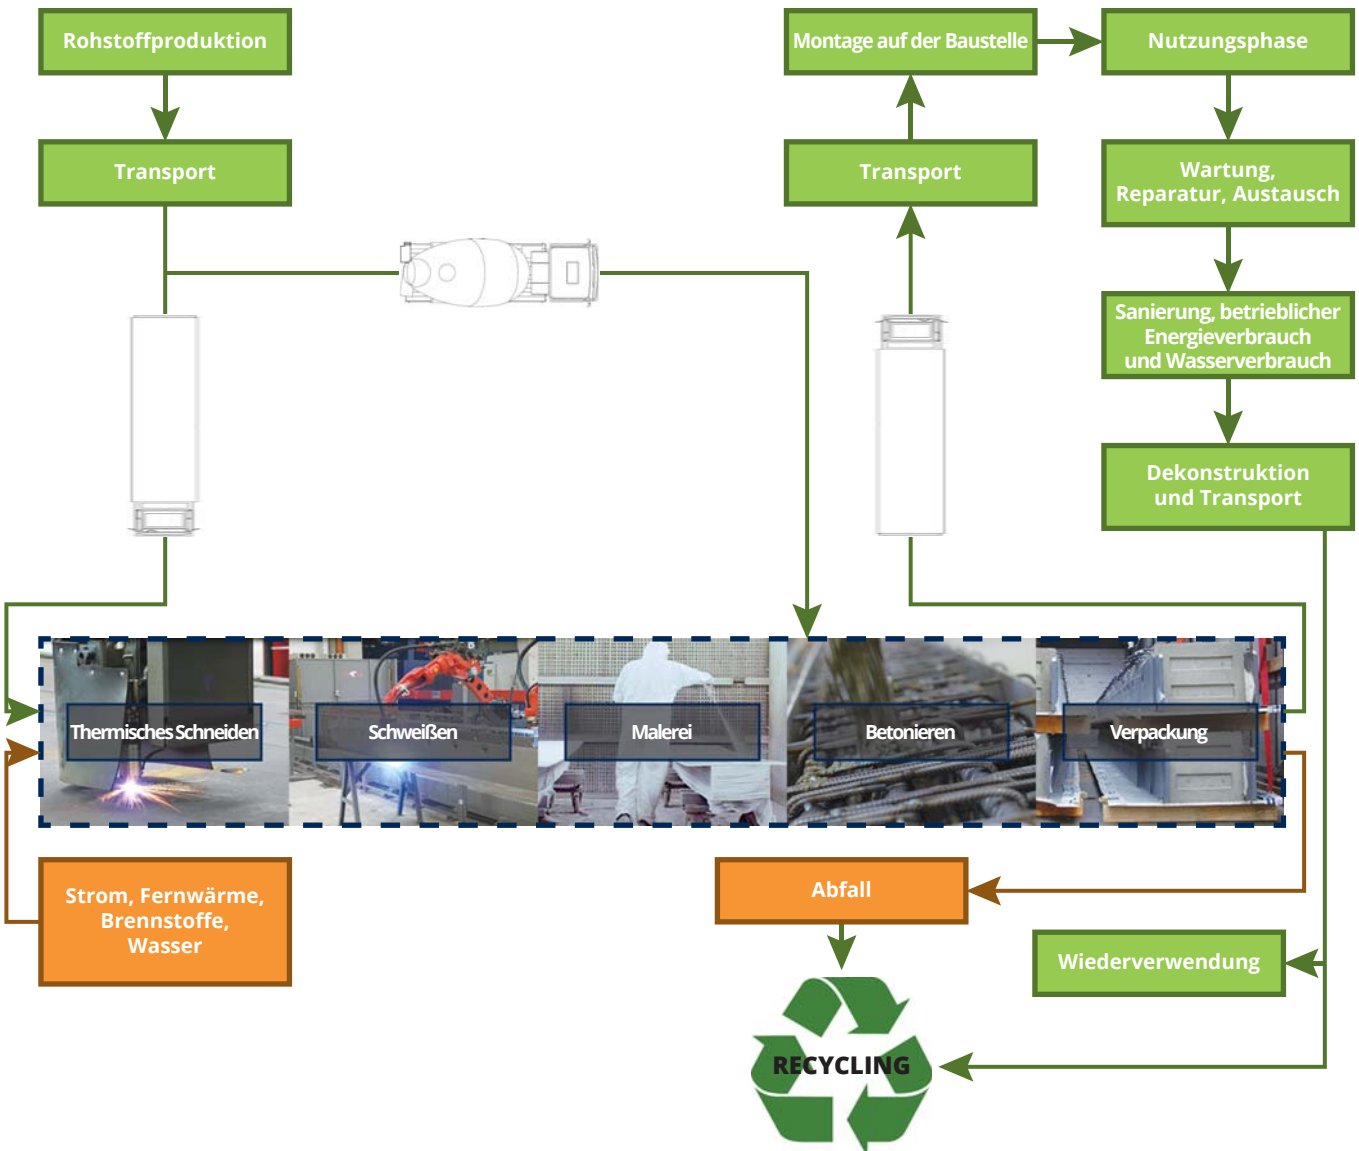 Rohstoffproduktion
Transport
Montage auf der Baustelle
Transport
Nutzungsphase
Wartung,
Reparatur, Austausch
Sanierung, betrieblicher
Energieverbrauch
und Wasserverbrauch
Dekonstruktion
und Transport
Thermisches Schneiden
Schweißen
Malerei
Betonieren
Verpackung
Strom, Fernwärme,
Brennstoffe,
Wasser
Abfall
Wiederverwendung
RECYCLING